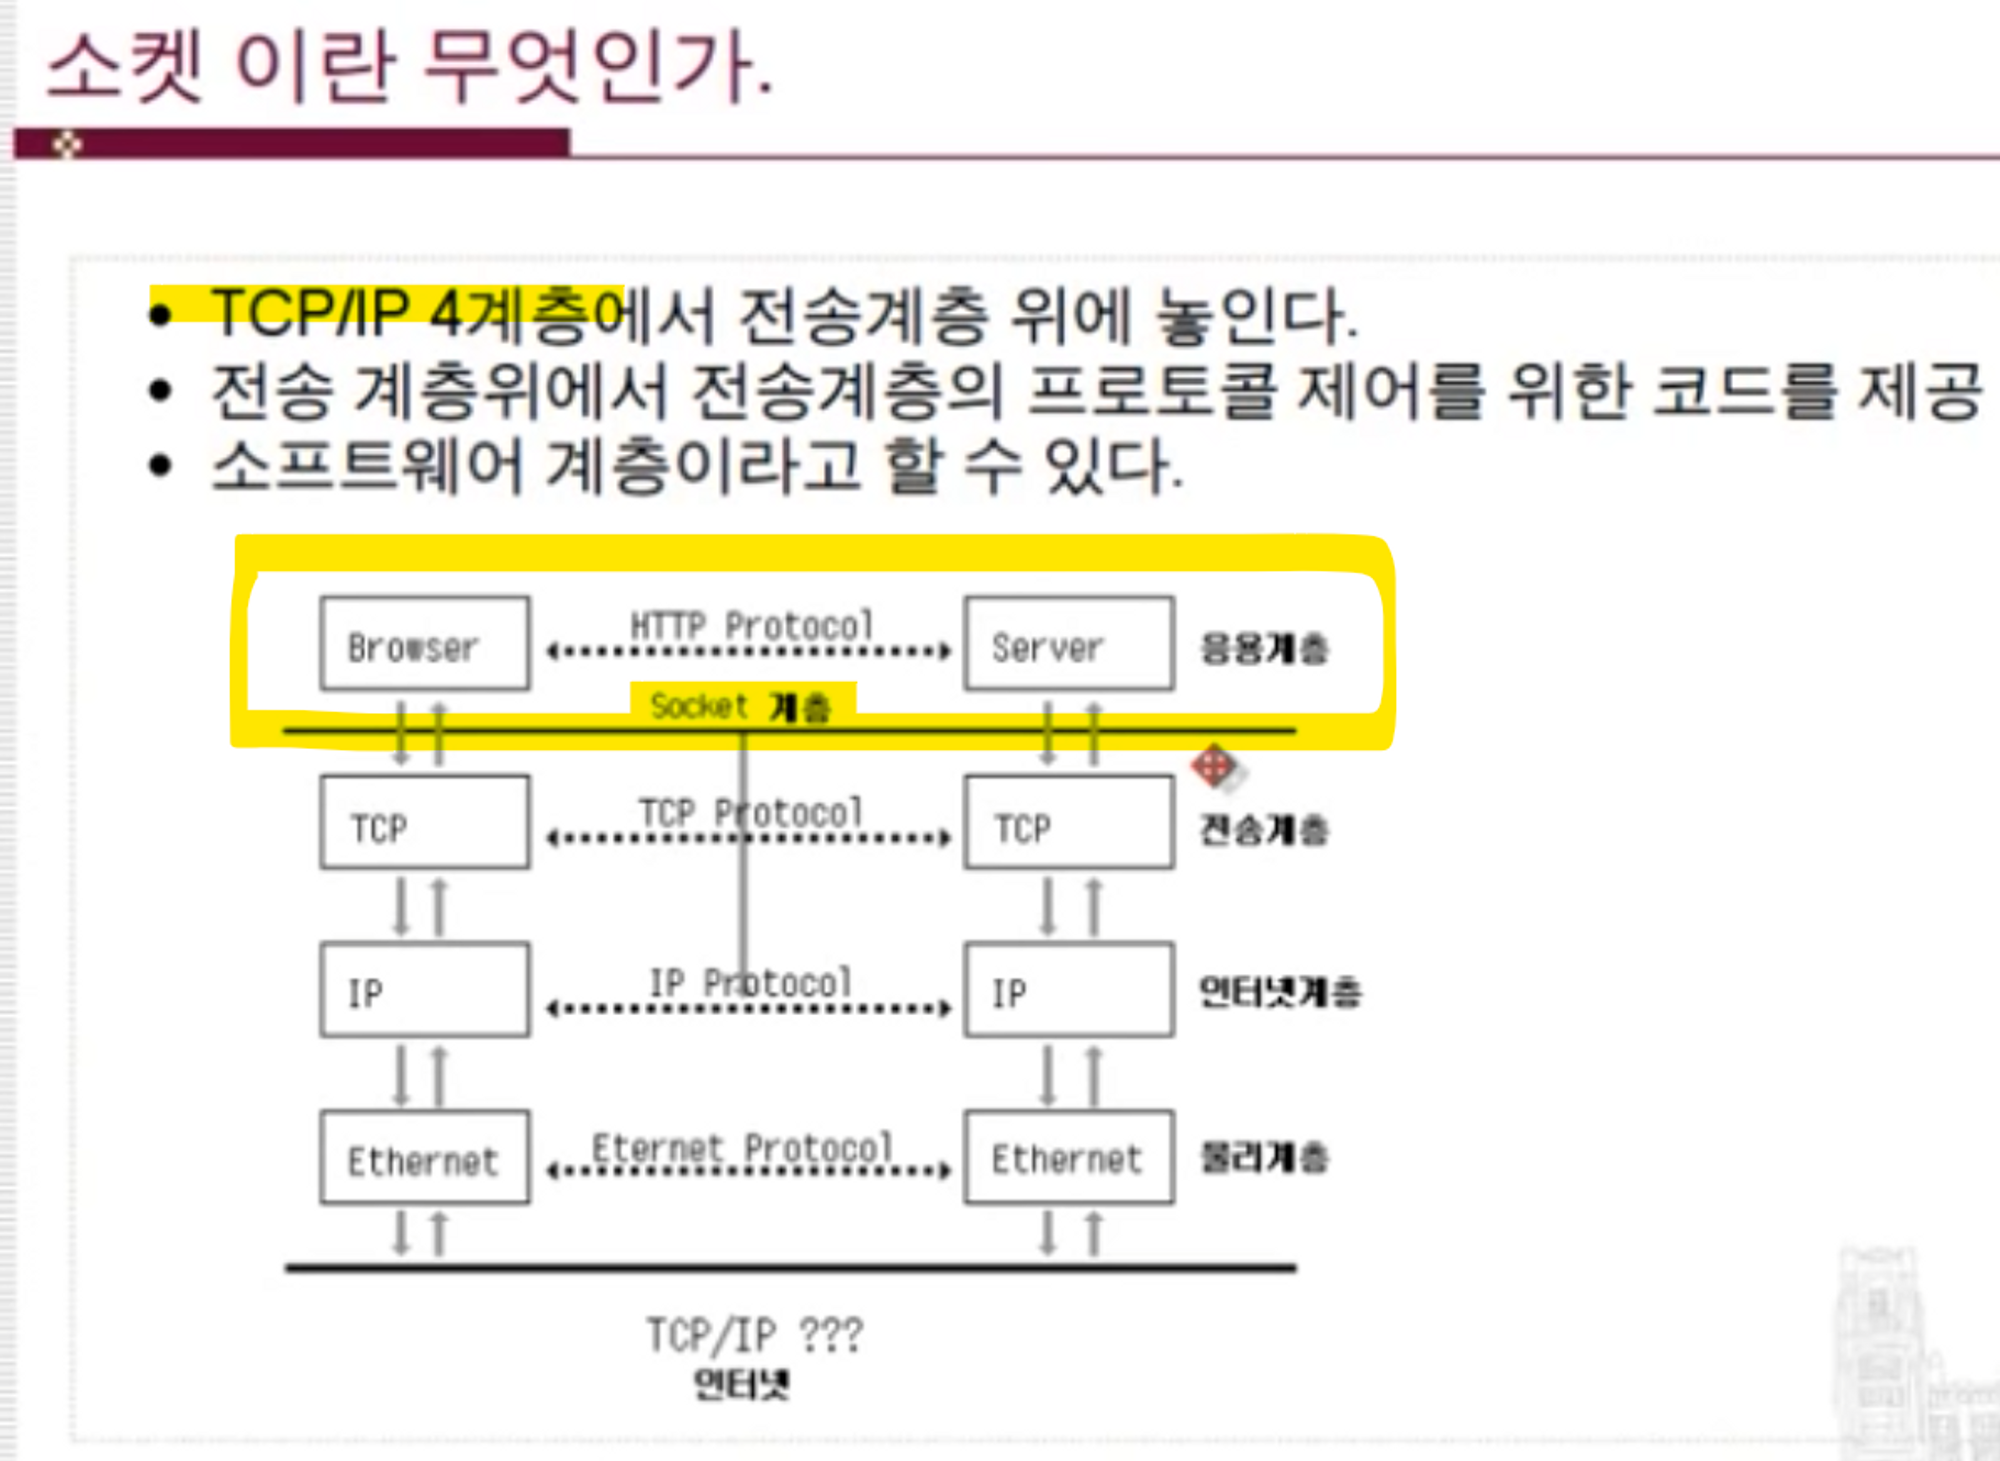 소켓 이란 무엇인가.
• TCP/IP 4계층에서 전송계층 위에 놓인다.
• 전송 계층위에서 전송계층의 프로토콜 제어를 위한 코드를 제공
• 소프트웨어 계층이라고 할 수 있다.
Browser HTTP Protocol Server 응용계층
Socket 계층
TCP TCP Protocol TCP 전송계층
IP IP Protocol IP 인터넷계층
Ethernet Eternet Protocol Ethernet 물리계층
TCP/IP ???
인터넷